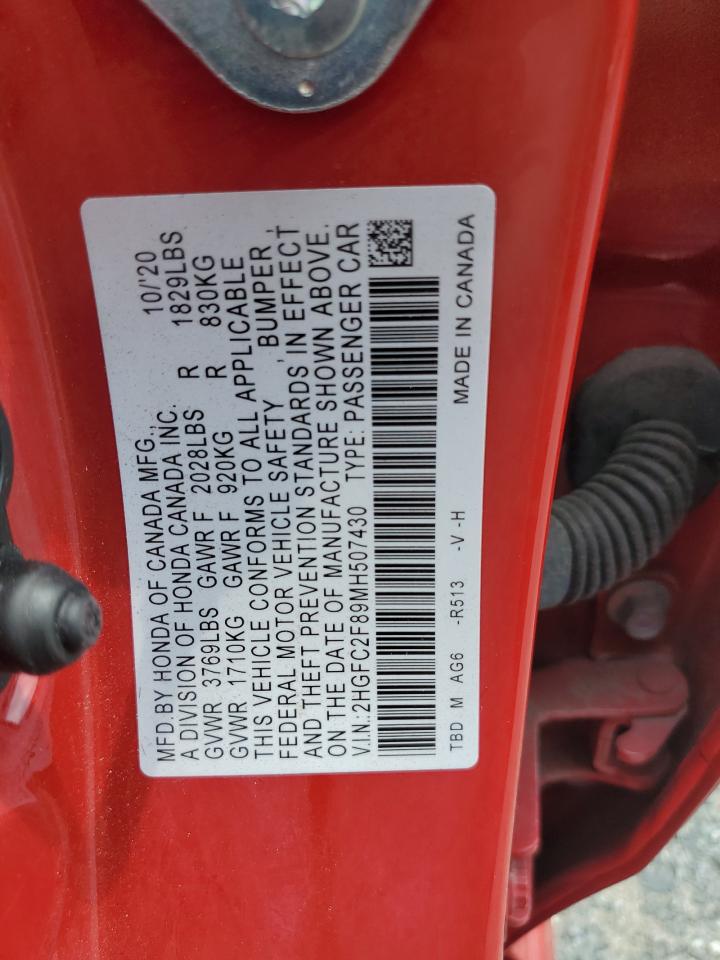 MFD.BY HONDA OF CANADA MFG., 10/'20
A DIVISION OF HONDA CANADA INC.
GVWR 3769LBS GAWR F 2028LBS R 1829LBS
GVWR 1710KG GAWR F 920KG R 830KG
THIS VEHICLE CONFORMS TO ALL APPLICABLE
FEDERAL MOTOR VEHICLE SAFETY, BUMPER,
AND THEFT PREVENTION STANDARDS IN EFFECT
ON THE DATE OF MANUFACTURE SHOWN ABOVE.
V.I.N.:2HGFC2F89MH507430 TYPE: PASSENGER CAR
TBD M AG6 -R513 -V -H MADE IN CANADA